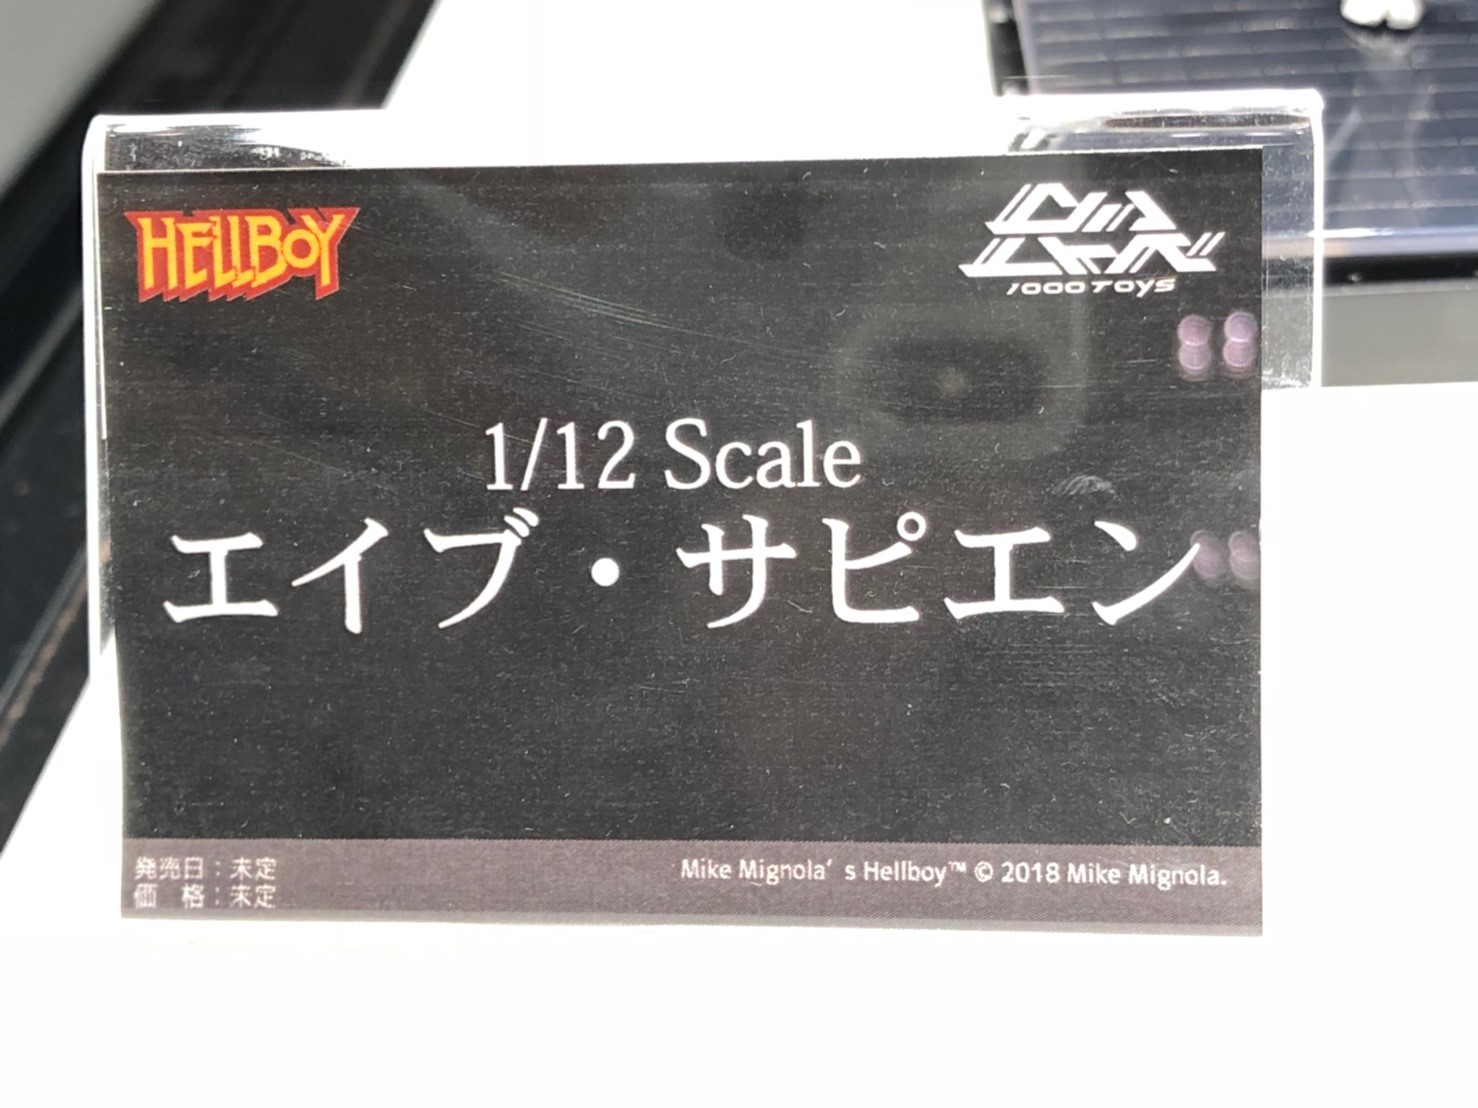 HELLBOY
1000TOYS
1/12 Scale
エイブ・サピエン
発売日：未定
価　格：未定
Mike Mignola's Hellboy™ © 2018 Mike Mignola.